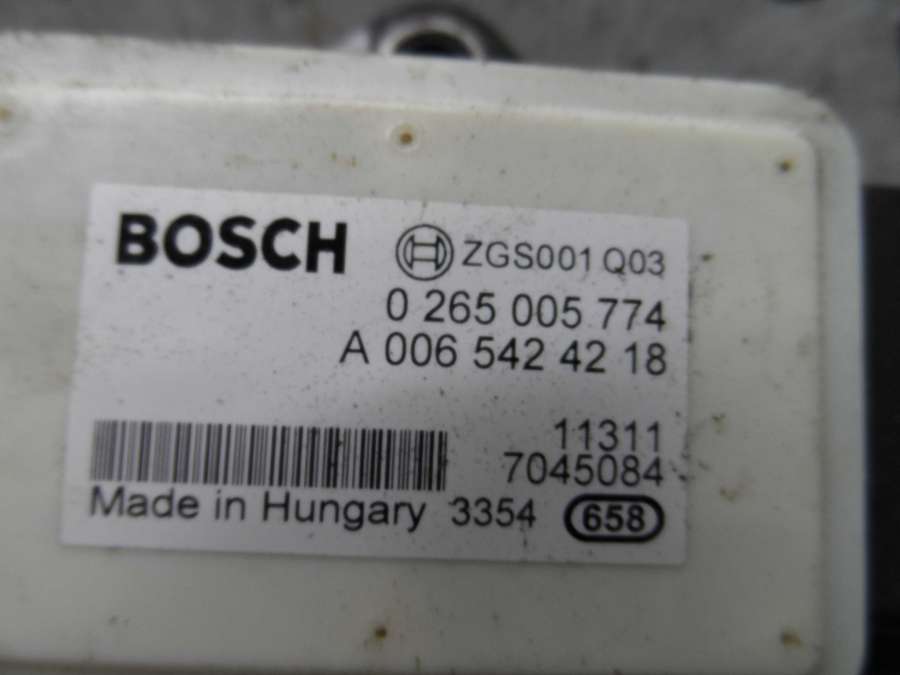 BOSCH ZGS001 Q03
0 265 005 774
A 006 542 42 18
11311
7045084
Made in Hungary 3354 658